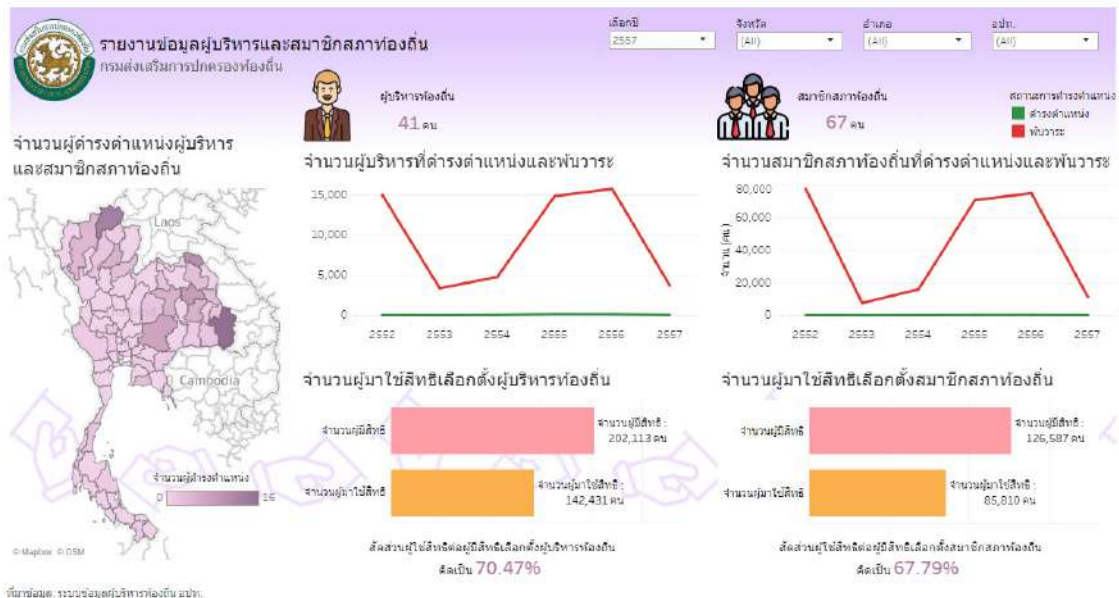 รายงานข้อมูลผู้บริหารและสมาชิกสภาท้องถิ่น
กรมส่งเสริมการปกครองท้องถิ่น
เลือกปี
2557
จังหวัด
(All)
อำเภอ
(All)
อปท.
(All)
ผู้บริหารท้องถิ่น
41 คน
สมาชิกสภาท้องถิ่น
67 คน
สถานะการดำรงตำแหน่ง
ดำรงตำแหน่ง
พ้นวาระ
จำนวนผู้ดำรงตำแหน่งผู้บริหาร
และสมาชิกสภาท้องถิ่น
Laos
Cambodia
จำนวนผู้ดำรงตำแหน่ง
0
16
© Mapbox © OSM
จำนวนผู้บริหารที่ดำรงตำแหน่งและพ้นวาระ
15,000
10,000
5,000
0
2552 2553 2554 2555 2556 2557
จำนวนสมาชิกสภาท้องถิ่นที่ดำรงตำแหน่งและพ้นวาระ
จำนวน (คน)
80,000
60,000
40,000
20,000
0
2552 2553 2554 2555 2556 2557
จำนวนผู้มาใช้สิทธิเลือกตั้งผู้บริหารท้องถิ่น
จำนวนผู้มีสิทธิ
จำนวนผู้มีสิทธิ :
202,113 คน
จำนวนผู้มาใช้สิทธิ
จำนวนผู้มาใช้สิทธิ :
142,431 คน
สัดส่วนผู้ใช้สิทธิต่อผู้มีสิทธิเลือกตั้งผู้บริหารท้องถิ่น
คิดเป็น 70.47%
จำนวนผู้มาใช้สิทธิเลือกตั้งสมาชิกสภาท้องถิ่น
จำนวนผู้มีสิทธิ
จำนวนผู้มีสิทธิ :
126,587 คน
จำนวนผู้มาใช้สิทธิ
จำนวนผู้มาใช้สิทธิ :
85,810 คน
สัดส่วนผู้ใช้สิทธิต่อผู้มีสิทธิเลือกตั้งสมาชิกสภาท้องถิ่น
คิดเป็น 67.79%
ที่มาข้อมูล: ระบบข้อมูลผู้บริหารท้องถิ่น อปท.